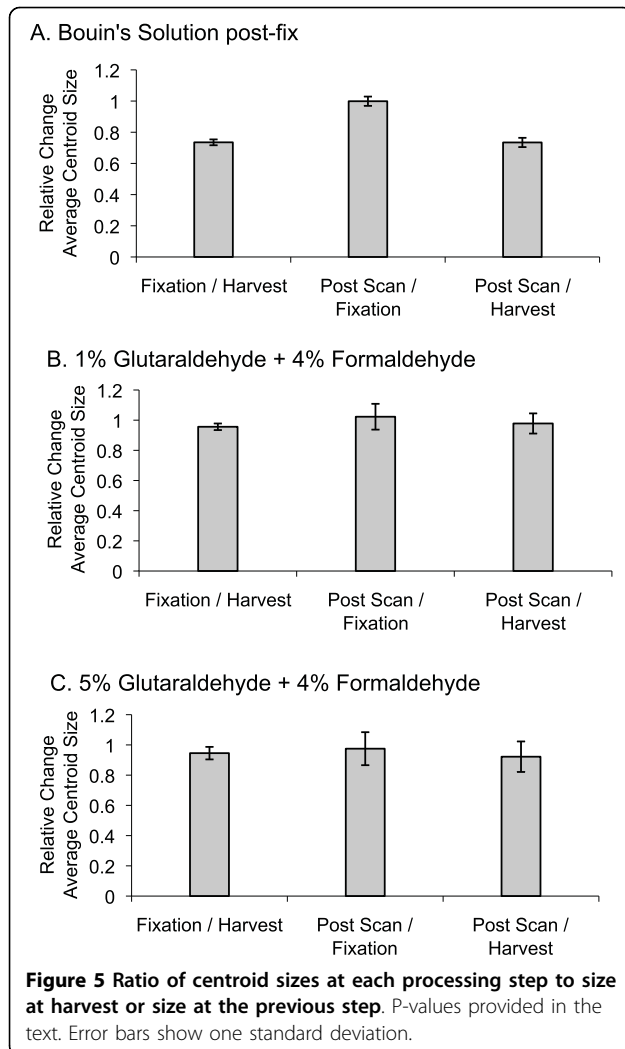 A. Bouin's Solution post-fix
Relative Change
Average Centroid Size
1.2
1
0.8
0.6
0.4
0.2
0
Fixation / Harvest
Post Scan /
Fixation
Post Scan /
Harvest
B. 1% Glutaraldehyde + 4% Formaldehyde
Relative Change
Average Centroid Size
1.2
1
0.8
0.6
0.4
0.2
0
Fixation / Harvest
Post Scan /
Fixation
Post Scan /
Harvest
C. 5% Glutaraldehyde + 4% Formaldehyde
Relative Change
Average Centroid Size
1.2
1
0.8
0.6
0.4
0.2
0
Fixation / Harvest
Post Scan /
Fixation
Post Scan /
Harvest
Figure 5 Ratio of centroid sizes at each processing step to size
at harvest or size at the previous step. P-values provided in the
text. Error bars show one standard deviation.